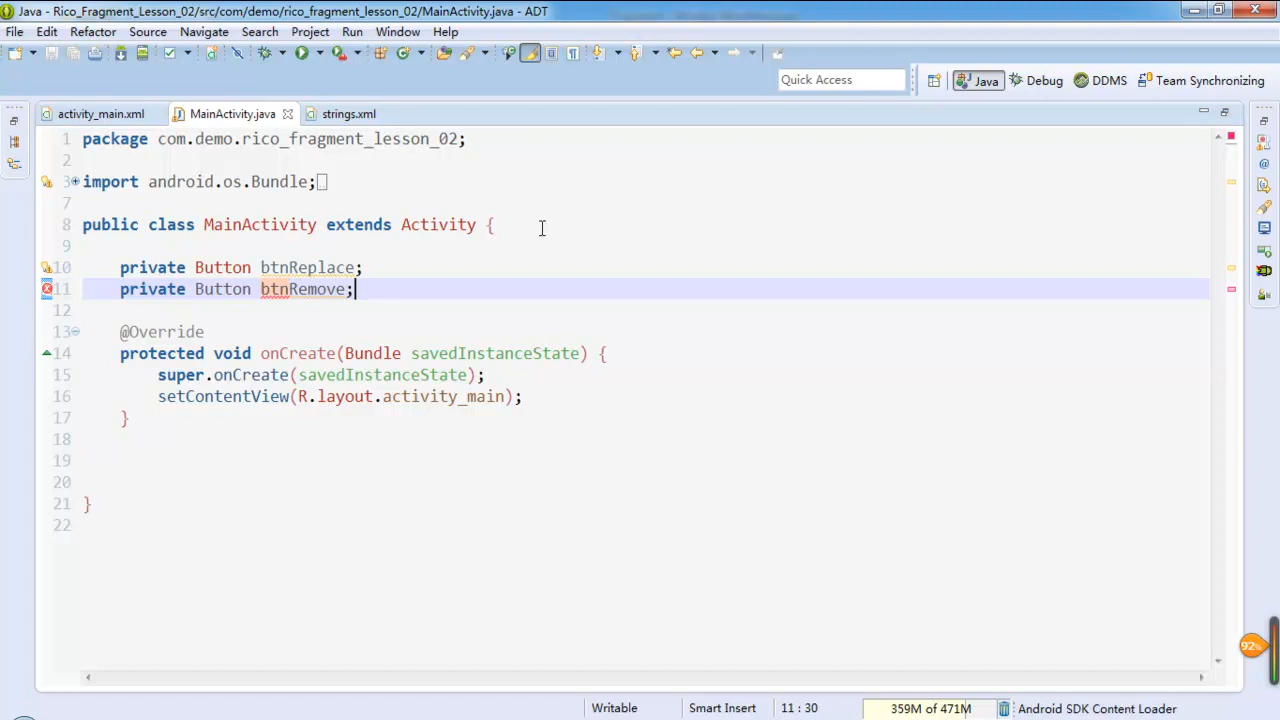 Java - Rico_Fragment_Lesson_02/src/com/demo/rico_fragment_lesson_02/MainActivity.java - ADT
File Edit Refactor Source Navigate Search Project Run Window Help
Quick Access Java Debug DDMS Team Synchronizing
activity_main.xml MainActivity.java strings.xml
1 package com.demo.rico_fragment_lesson_02;
2
3 import android.os.Bundle;
7
8 public class MainActivity extends Activity {
9
10 private Button btnReplace;
11 private Button btnRemove;
12
13 @Override
14 protected void onCreate(Bundle savedInstanceState) {
15 super.onCreate(savedInstanceState);
16 setContentView(R.layout.activity_main);
17 }
18
19
20
21 }
22
92%
Writable Smart Insert 11 : 30 359M of 471M Android SDK Content Loader